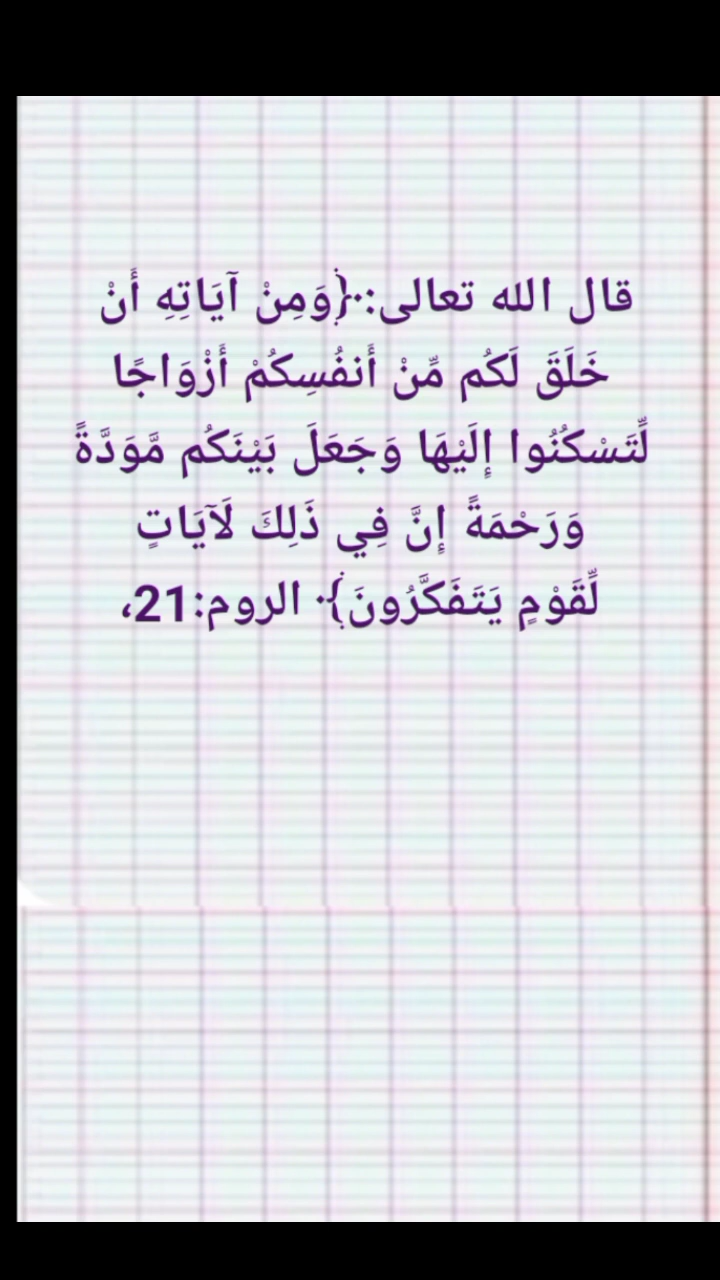 قال الله تعالى:﴿وَمِنْ آيَاتِهِ أَنْ
خَلَقَ لَكُم مِّنْ أَنفُسِكُمْ أَزْوَاجًا
لِّتَسْكُنُوا إِلَيْهَا وَجَعَلَ بَيْنَكُم مَّوَدَّةً
وَرَحْمَةً إِنَّ فِي ذَلِكَ لَآيَاتٍ
لِّقَوْمٍ يَتَفَكَّرُونَ﴾ الروم:21،